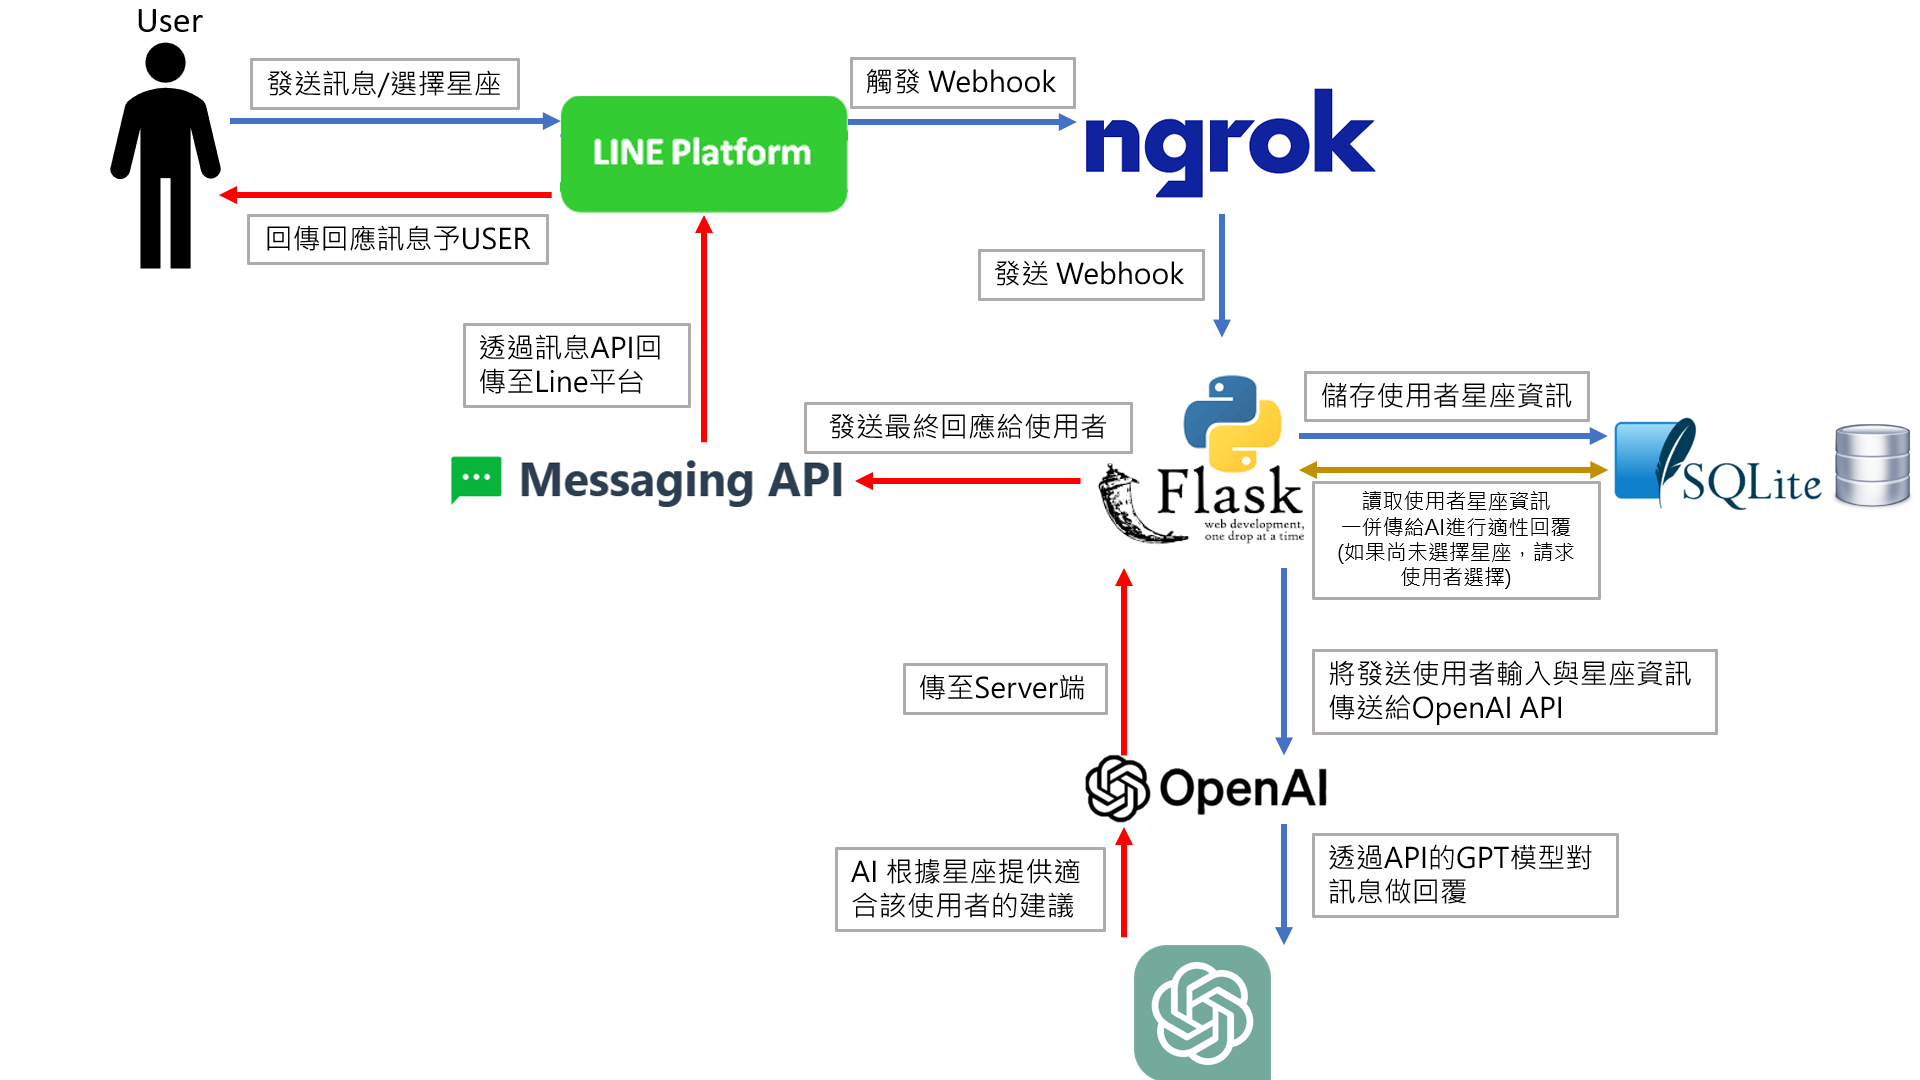 User
發送訊息/選擇星座
LINE Platform
觸發 Webhook
ngrok
回傳回應訊息予USER
發送 Webhook
透過訊息API回
傳至Line平台
發送最終回應給使用者
儲存使用者星座資訊
Messaging API
Flask
web development,
one drop at a time
SQLite
讀取使用者星座資訊
一併傳給AI進行適性回覆
(如果尚未選擇星座，請求
使用者選擇)
傳至Server端
將發送使用者輸入與星座資訊
傳送給OpenAI API
OpenAI
AI 根據星座提供適
合該使用者的建議
透過API的GPT模型對
訊息做回覆